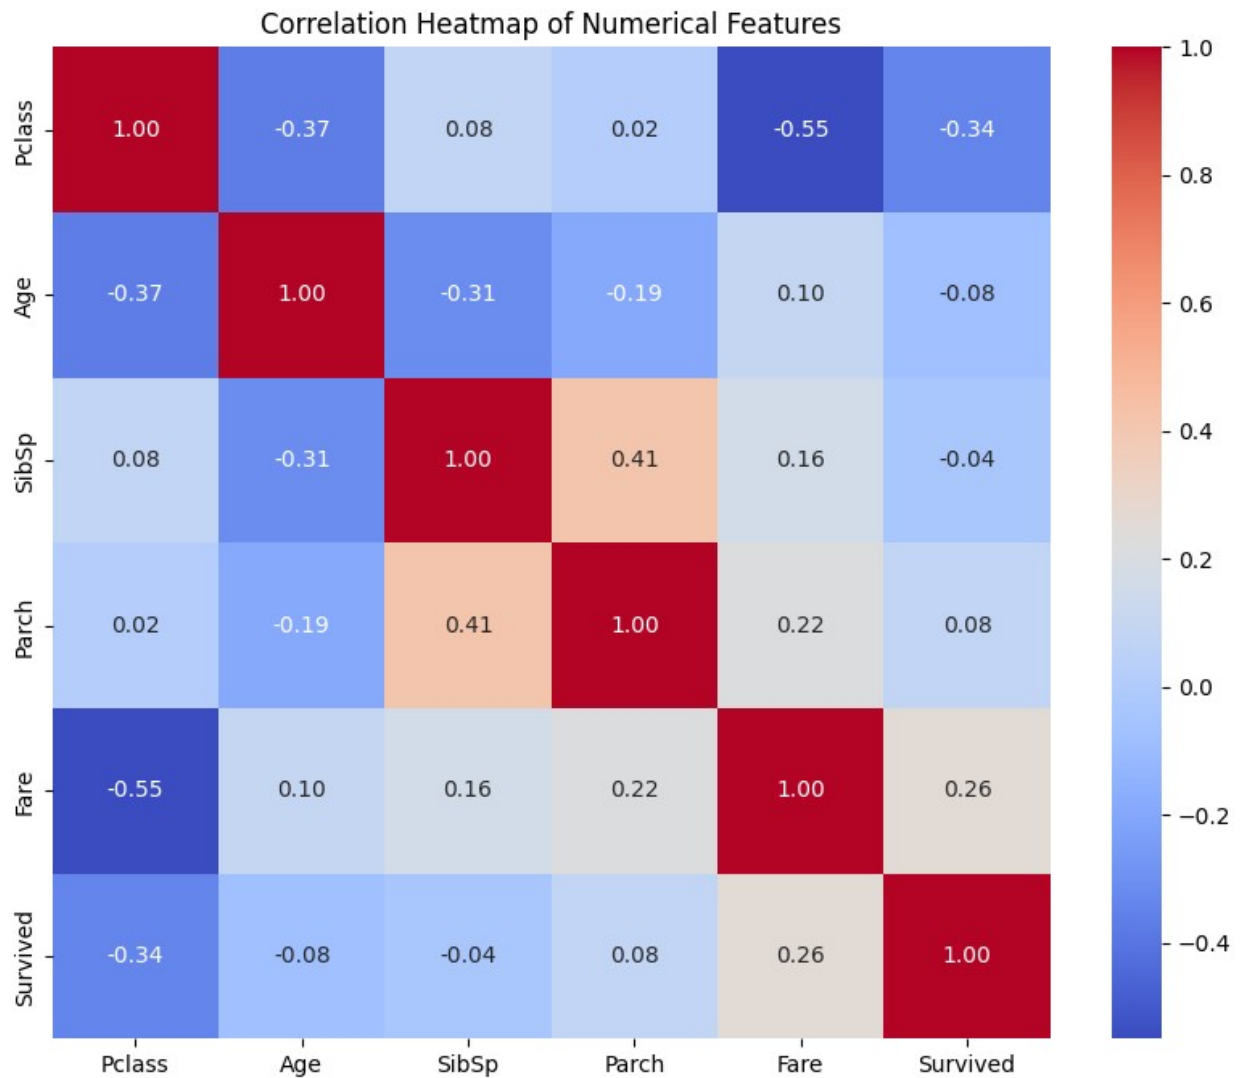 Correlation Heatmap of Numerical Features
Pclass 1.00 -0.37 0.08 0.02 -0.55 -0.34
Age -0.37 1.00 -0.31 -0.19 0.10 -0.08
SibSp 0.08 -0.31 1.00 0.41 0.16 -0.04
Parch 0.02 -0.19 0.41 1.00 0.22 0.08
Fare -0.55 0.10 0.16 0.22 1.00 0.26
Survived -0.34 -0.08 -0.04 0.08 0.26 1.00
Pclass Age SibSp Parch Fare Survived
1.0
0.8
0.6
0.4
0.2
0.0
−0.2
−0.4